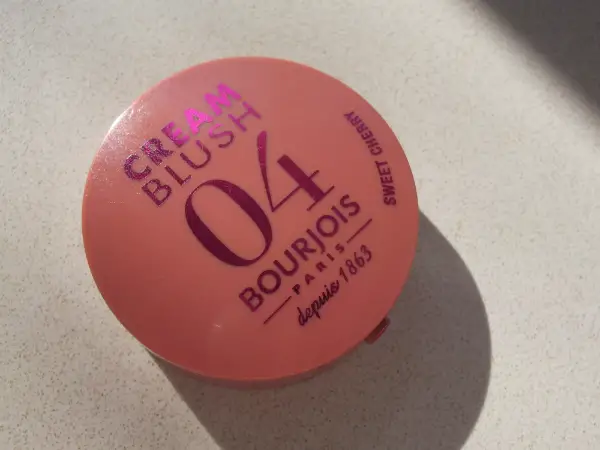 CREAM
BLUSH
04
BOURJOIS
PARIS
depuis 1863
SWEET CHERRY